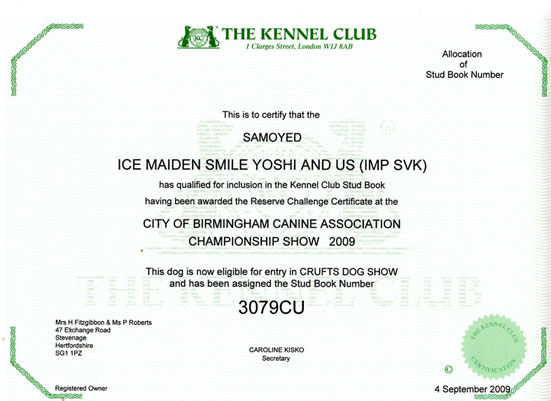 THE KENNEL CLUB
1 Clarges Street, London W1J 8AB
Allocation
of
Stud Book Number
This is to certify that the
SAMOYED
ICE MAIDEN SMILE YOSHI AND US (IMP SVK)
has qualified for inclusion in the Kennel Club Stud Book
having been awarded the Reserve Challenge Certificate at the
CITY OF BIRMINGHAM CANINE ASSOCIATION
CHAMPIONSHIP SHOW 2009
This dog is now eligible for entry in CRUFTS DOG SHOW
and has been assigned the Stud Book Number
THE KENNEL CLUB
3079CU
Mrs H Fitzgibbon & Ms P Roberts
47 Exchange Road
Stevenage
Hertfordshire
SG1 1PZ
CAROLINE KISKO
Secretary
THE KENNEL CLUB
CERTIFICATION
©
Registered Owner
4 September 2009